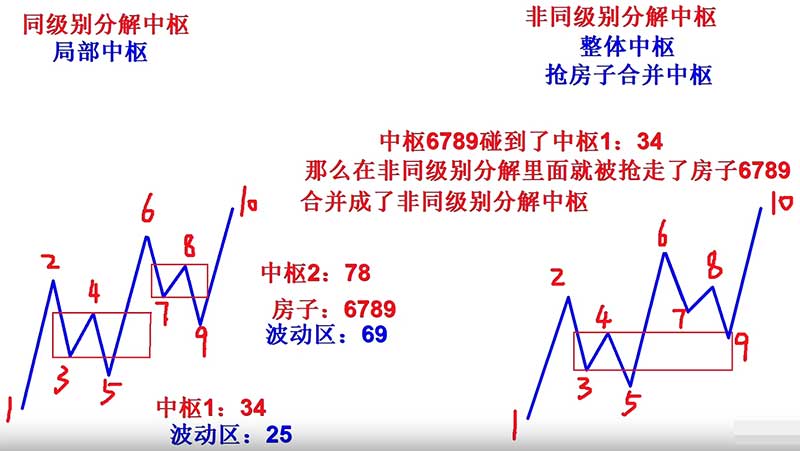 同级别分解中枢
局部中枢
非同级别分解中枢
整体中枢
抢房子合并中枢
中枢6789碰到了中枢1：34
那么在非同级别分解里面就被抢走了房子6789
合并成了非同级别分解中枢
1
2
3
4
5
6
7
8
9
10
中枢2：78
房子：6789
波动区：69
中枢1：34
波动区：25
1
2
3
4
5
6
7
8
9
10